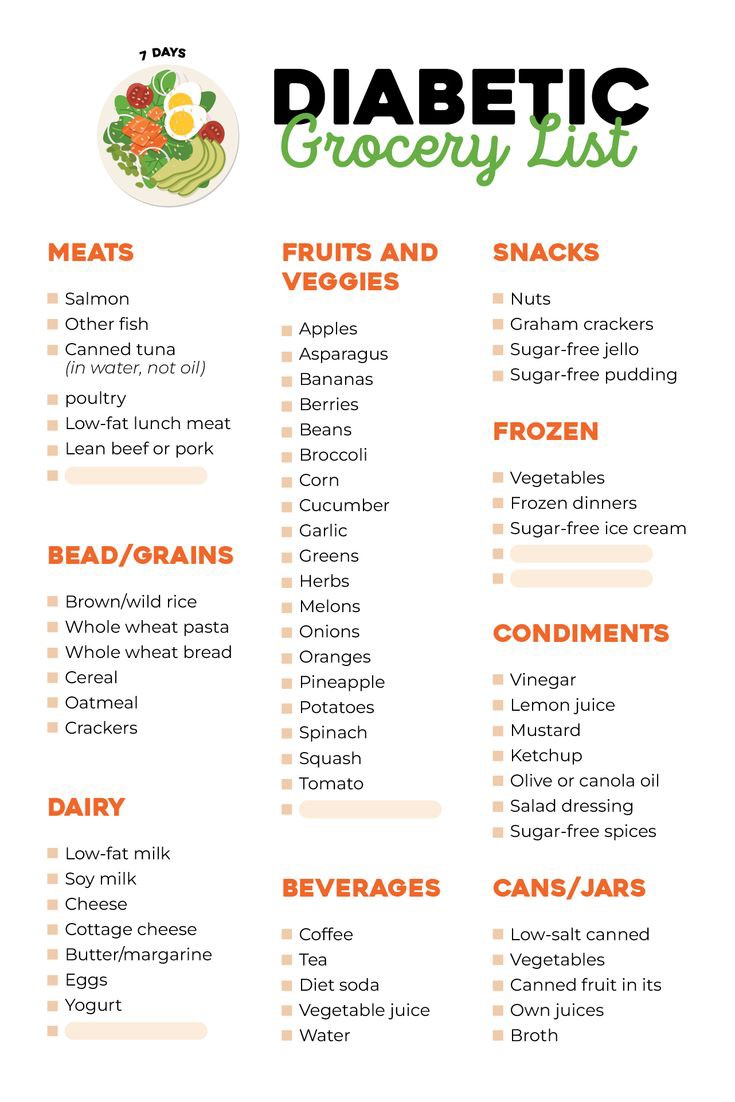 7 DAYS
DIABETIC
Grocery List
MEATS
Salmon
Other fish
Canned tuna
(in water, not oil)
poultry
Low-fat lunch meat
Lean beef or pork
BEAD/GRAINS
Brown/wild rice
Whole wheat pasta
Whole wheat bread
Cereal
Oatmeal
Crackers
DAIRY
Low-fat milk
Soy milk
Cheese
Cottage cheese
Butter/margarine
Eggs
Yogurt
FRUITS AND
VEGGIES
Apples
Asparagus
Bananas
Berries
Beans
Broccoli
Corn
Cucumber
Garlic
Greens
Herbs
Melons
Onions
Oranges
Pineapple
Potatoes
Spinach
Squash
Tomato
BEVERAGES
Coffee
Tea
Diet soda
Vegetable juice
Water
SNACKS
Nuts
Graham crackers
Sugar-free jello
Sugar-free pudding
FROZEN
Vegetables
Frozen dinners
Sugar-free ice cream
CONDIMENTS
Vinegar
Lemon juice
Mustard
Ketchup
Olive or canola oil
Salad dressing
Sugar-free spices
CANS/JARS
Low-salt canned
Vegetables
Canned fruit in its
Own juices
Broth